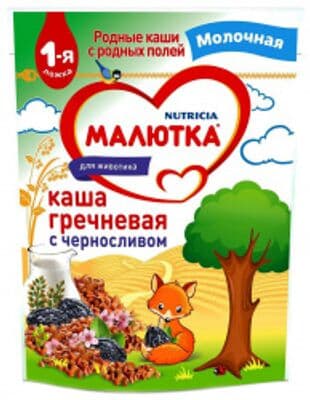 1-я
ложка
Родные каши
с родных полей
Молочная
NUTRICIA
МАЛЮТКА
для животика
каша
гречневая
с черносливом